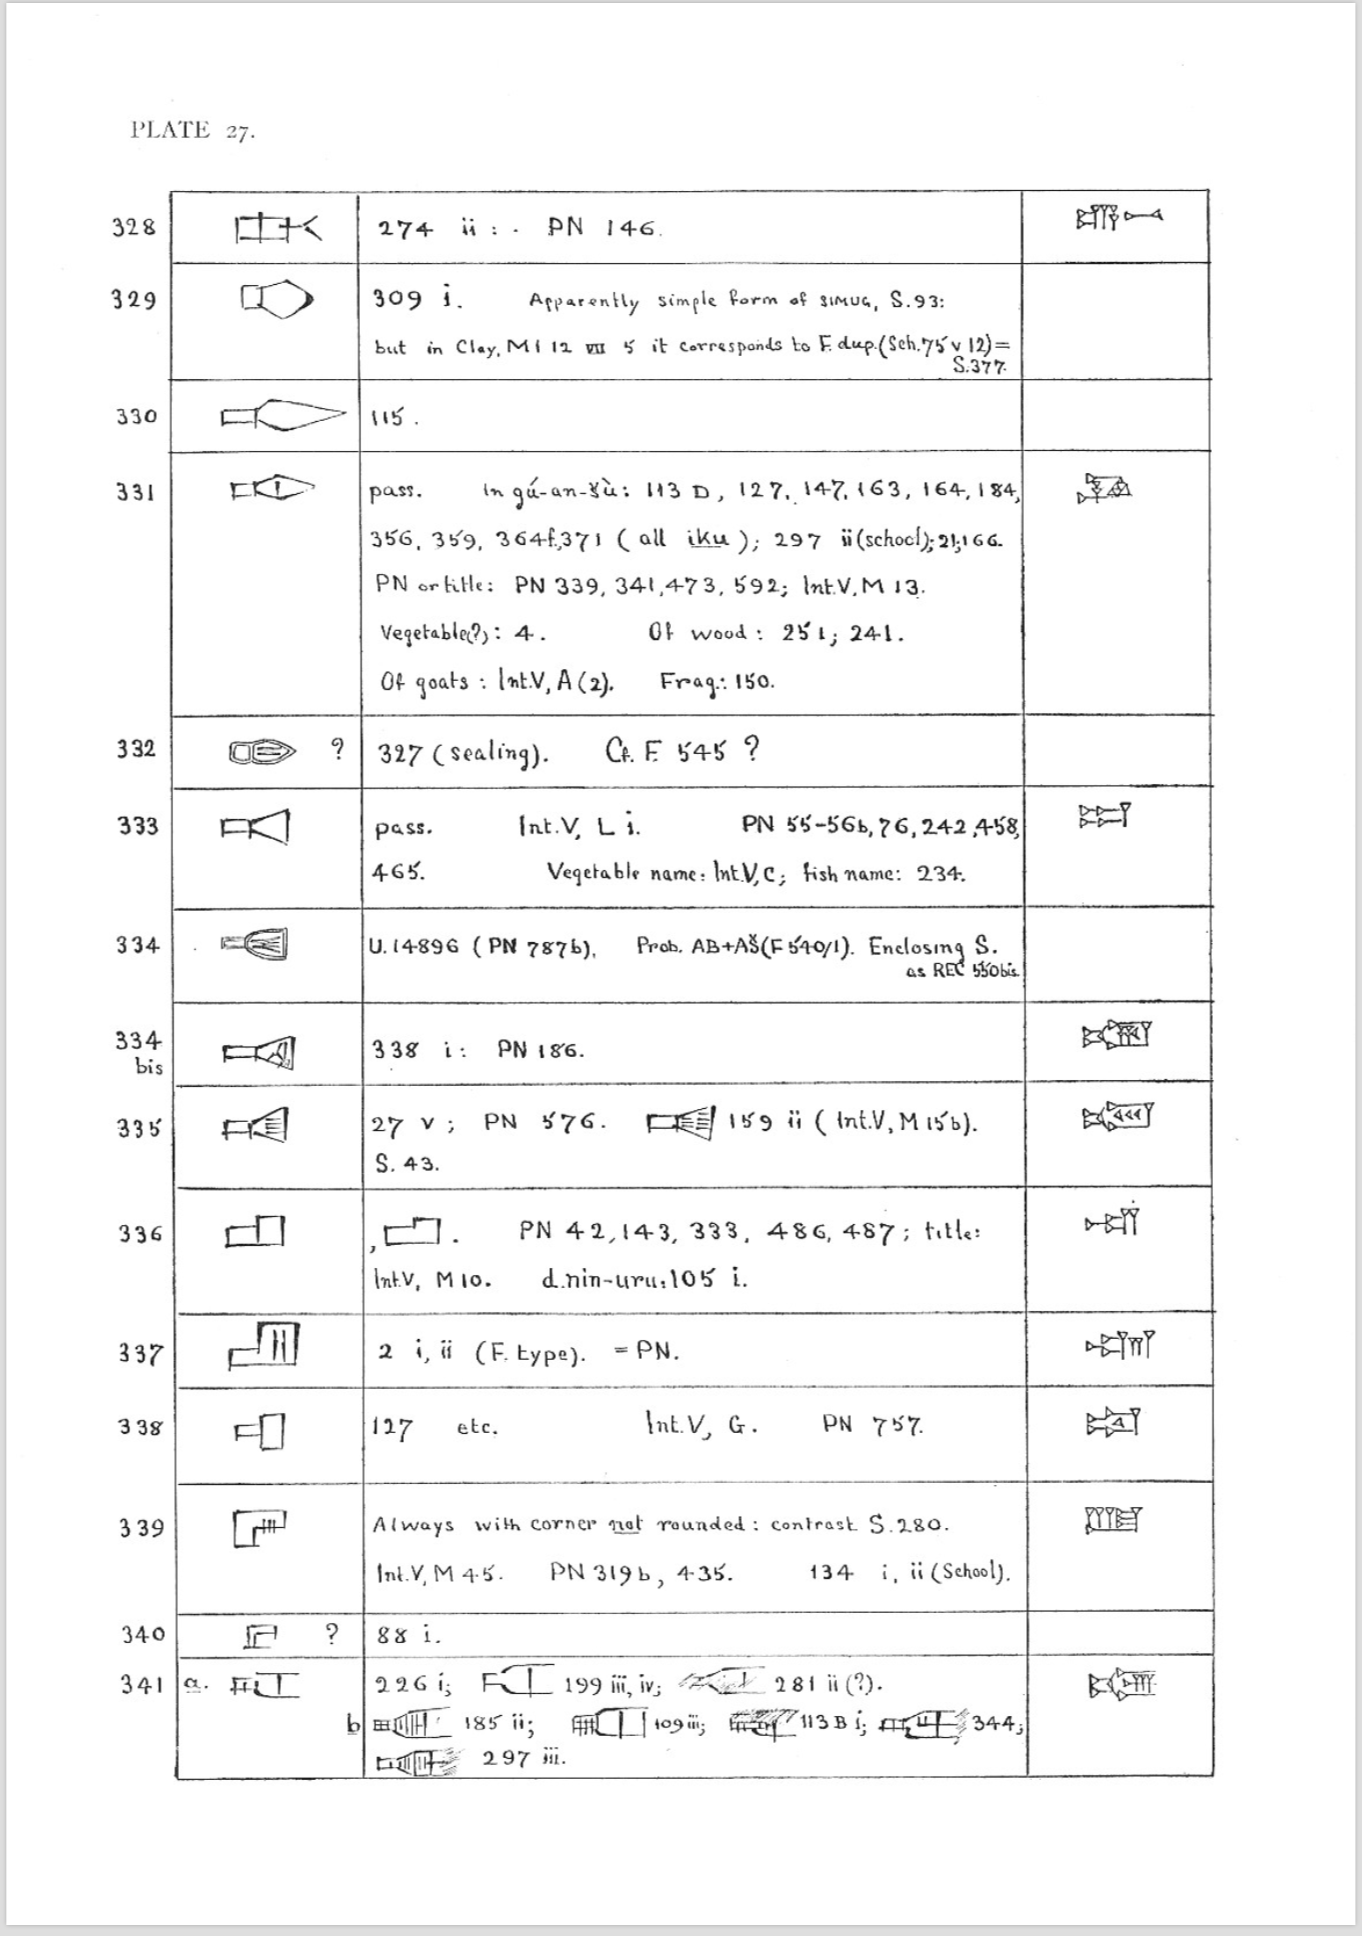 PLATE 27.
328 274 ii : . PN 146.
329 309 i. Apparently simple form of SIMUG, S.93:
but in Clay, MI 12 VII 5 it corresponds to F. dup. (Sch. 75 v 12) =
S.377.
330 115.
331 pass. In gú-an-šù: 113 D, 127, 147, 163, 164, 184,
356, 359, 364f, 371 ( all iku ); 297 ii (school); 21, 166.
PN or title: PN 339, 341, 473, 592; Int.V, M 13.
Vegetable(?): 4. Of wood : 251; 241.
Of goats : Int.V, A (2). Frag.: 150.
332 ? 327 (sealing). Cf. F. 545 ?
333 pass. Int.V, L i. PN 55-56b, 76, 242, 458,
465. Vegetable name: Int.V, C; fish name: 234.
334 U.14896 ( PN 787b), Prob. AB+AŠ (F 540/1). Enclosing S.
as REC 550 bis.
334 338 i: PN 186.
bis
335 27 v ; PN 576. 159 ii ( Int.V, M 15b).
S. 43.
336 , . PN 42, 143, 333, 486, 487 ; title:
Int.V, M 10. d.nin-uru: 105 i.
337 2 i, ii (F. type). = PN.
338 127 etc. Int.V, G. PN 757.
339 Always with corner not rounded : contrast S. 280.
Int.V, M 45. PN 319b, 435. 134 i, ii (School).
340 ? 88 i.
341 a. 226 i; 199 iii, iv; 281 ii (?).
b 185 ii; 109 iii; 113 B i; 344;
297 iii.